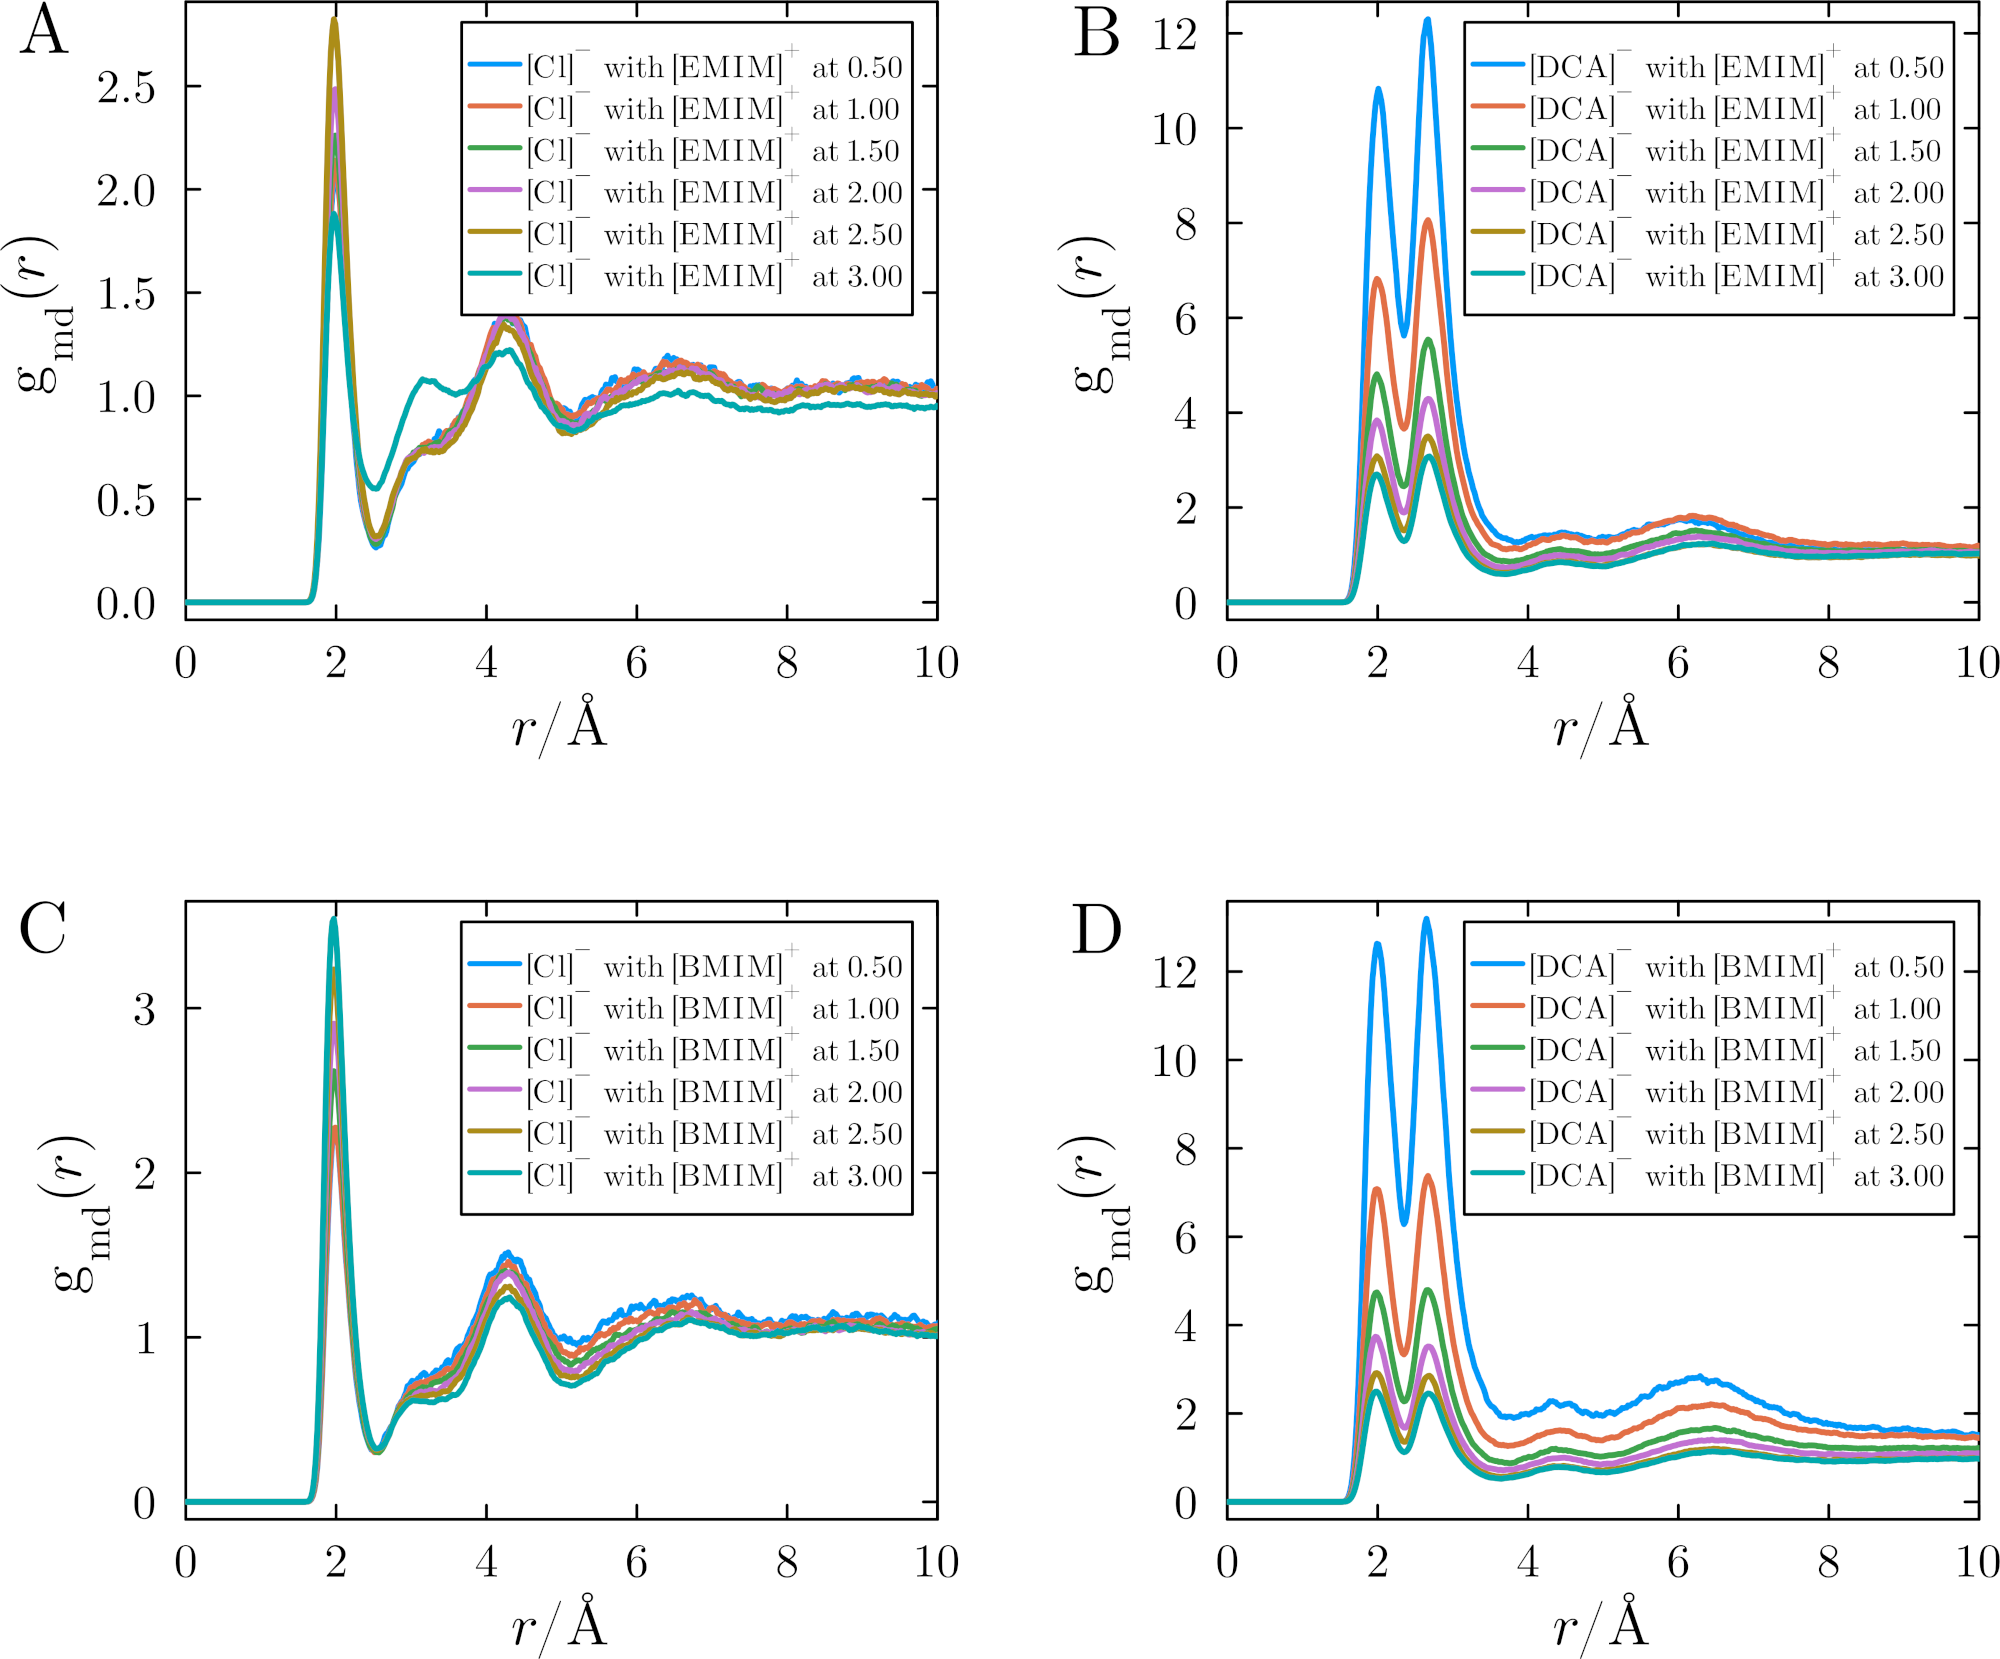 A
[Cl]⁻ with [EMIM]⁺ at 0.50
[Cl]⁻ with [EMIM]⁺ at 1.00
[Cl]⁻ with [EMIM]⁺ at 1.50
[Cl]⁻ with [EMIM]⁺ at 2.00
[Cl]⁻ with [EMIM]⁺ at 2.50
[Cl]⁻ with [EMIM]⁺ at 3.00
2.5
2.0
1.5
1.0
0.5
0.0
g_md(r)
0 2 4 6 8 10
r/Å
B
[DCA]⁻ with [EMIM]⁺ at 0.50
[DCA]⁻ with [EMIM]⁺ at 1.00
[DCA]⁻ with [EMIM]⁺ at 1.50
[DCA]⁻ with [EMIM]⁺ at 2.00
[DCA]⁻ with [EMIM]⁺ at 2.50
[DCA]⁻ with [EMIM]⁺ at 3.00
12
10
8
6
4
2
0
g_md(r)
0 2 4 6 8 10
r/Å
C
[Cl]⁻ with [BMIM]⁺ at 0.50
[Cl]⁻ with [BMIM]⁺ at 1.00
[Cl]⁻ with [BMIM]⁺ at 1.50
[Cl]⁻ with [BMIM]⁺ at 2.00
[Cl]⁻ with [BMIM]⁺ at 2.50
[Cl]⁻ with [BMIM]⁺ at 3.00
3
2
1
0
g_md(r)
0 2 4 6 8 10
r/Å
D
[DCA]⁻ with [BMIM]⁺ at 0.50
[DCA]⁻ with [BMIM]⁺ at 1.00
[DCA]⁻ with [BMIM]⁺ at 1.50
[DCA]⁻ with [BMIM]⁺ at 2.00
[DCA]⁻ with [BMIM]⁺ at 2.50
[DCA]⁻ with [BMIM]⁺ at 3.00
12
10
8
6
4
2
0
g_md(r)
0 2 4 6 8 10
r/Å